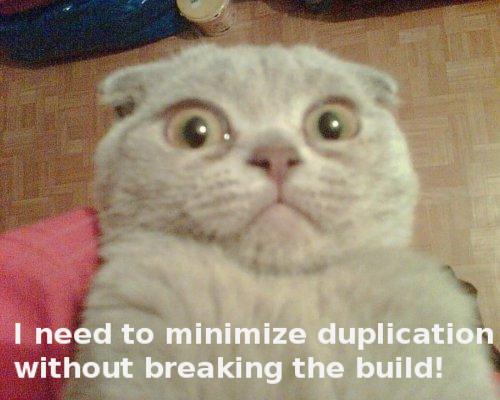 I need to minimize duplication
without breaking the build!